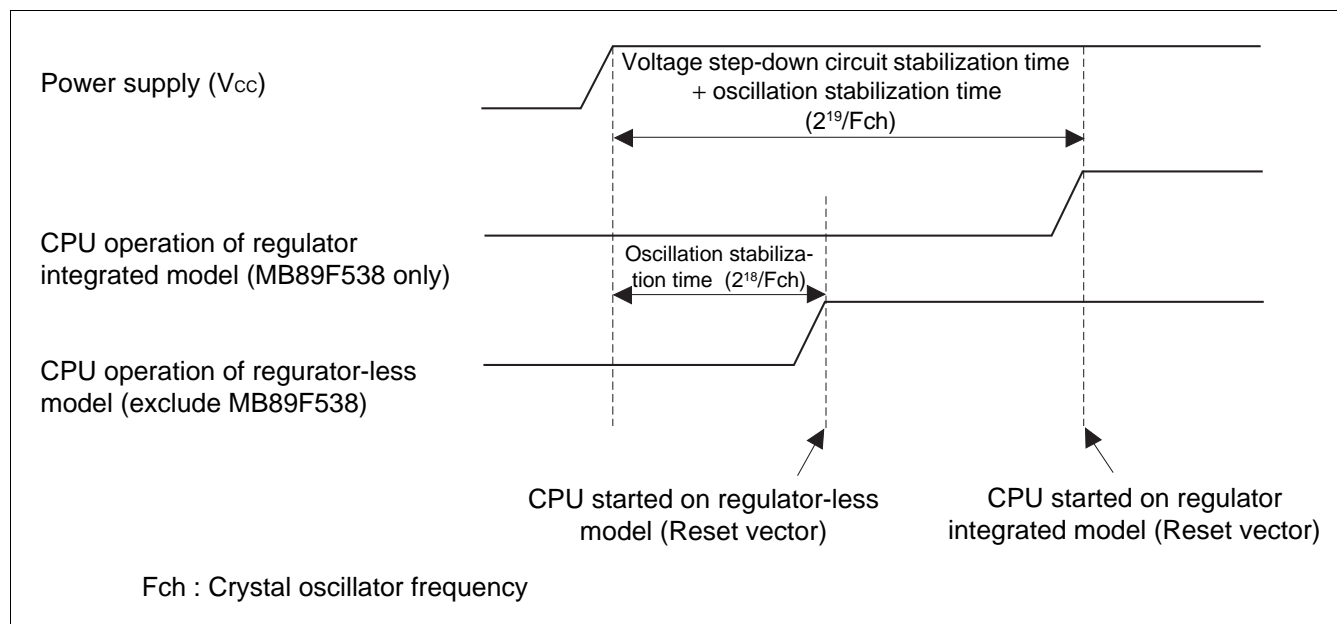 Power supply (Vcc)
Voltage step-down circuit stabilization time
+ oscillation stabilization time
(2¹⁹/Fch)
CPU operation of regulator
integrated model (MB89F538 only)
Oscillation stabiliza-
tion time (2¹⁸/Fch)
CPU operation of regurator-less
model (exclude MB89F538)
CPU started on regulator-less
model (Reset vector)
CPU started on regulator
integrated model (Reset vector)
Fch : Crystal oscillator frequency